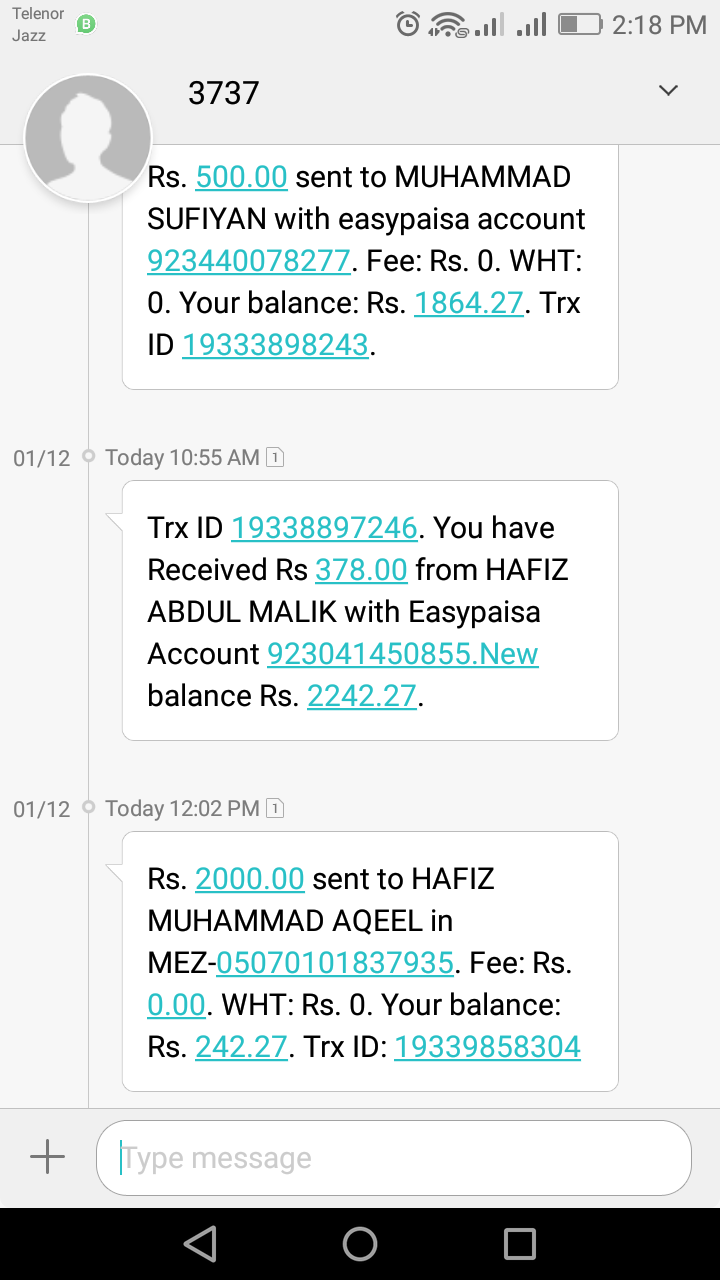 Telenor
Jazz
B
2:18 PM
3737
Rs. 500.00 sent to MUHAMMAD
SUFIYAN with easypaisa account
923440078277. Fee: Rs. 0. WHT:
0. Your balance: Rs. 1864.27. Trx
ID 19333898243.
01/12 Today 10:55 AM 1
Trx ID 19338897246. You have
Received Rs 378.00 from HAFIZ
ABDUL MALIK with Easypaisa
Account 923041450855.New
balance Rs. 2242.27.
01/12 Today 12:02 PM 1
Rs. 2000.00 sent to HAFIZ
MUHAMMAD AQEEL in
MEZ-05070101837935. Fee: Rs.
0.00. WHT: Rs. 0. Your balance:
Rs. 242.27. Trx ID: 19339858304
Type message